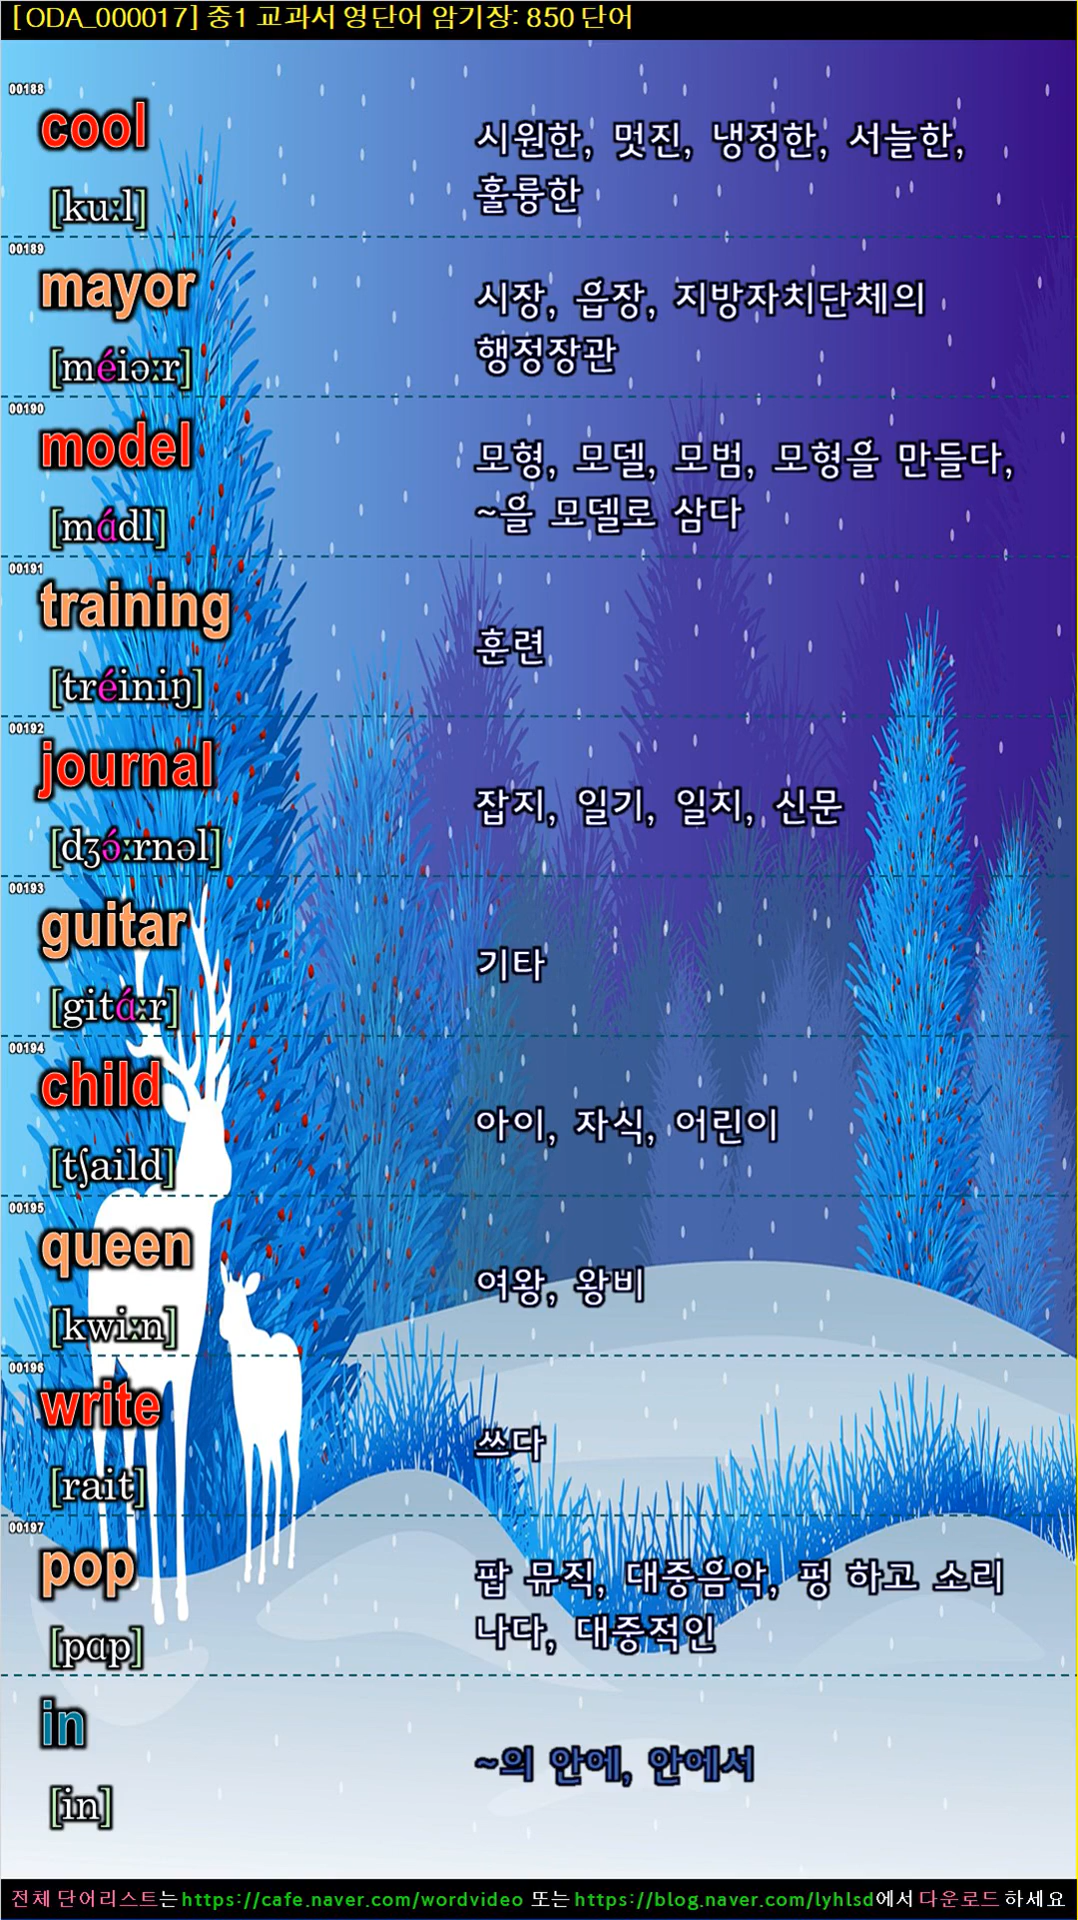 [ODA_000017] 중1 교과서 영단어 암기장: 850 단어
00188
cool
시원한, 멋진, 냉정한, 서늘한,
훌륭한
[kuːl]
00189
mayor
시장, 읍장, 지방자치단체의
행정장관
[méiəːr]
00190
model
모형, 모델, 모범, 모형을 만들다,
~을 모델로 삼다
[mádl]
00191
training
훈련
[tréiniŋ]
00192
journal
잡지, 일기, 일지, 신문
[dʒɔ́ːrnəl]
00193
guitar
기타
[gitáːr]
00194
child
아이, 자식, 어린이
[tʃaild]
00195
queen
여왕, 왕비
[kwiːn]
00196
write
쓰다
[rait]
00197
pop
팝 뮤직, 대중음악, 펑 하고 소리
나다, 대중적인
[pɑp]
in
~의 안에, 안에서
[in]
전체 단어리스트는 https://cafe.naver.com/wordvideo 또는 https://blog.naver.com/lyhlsd에서 다운로드 하세요